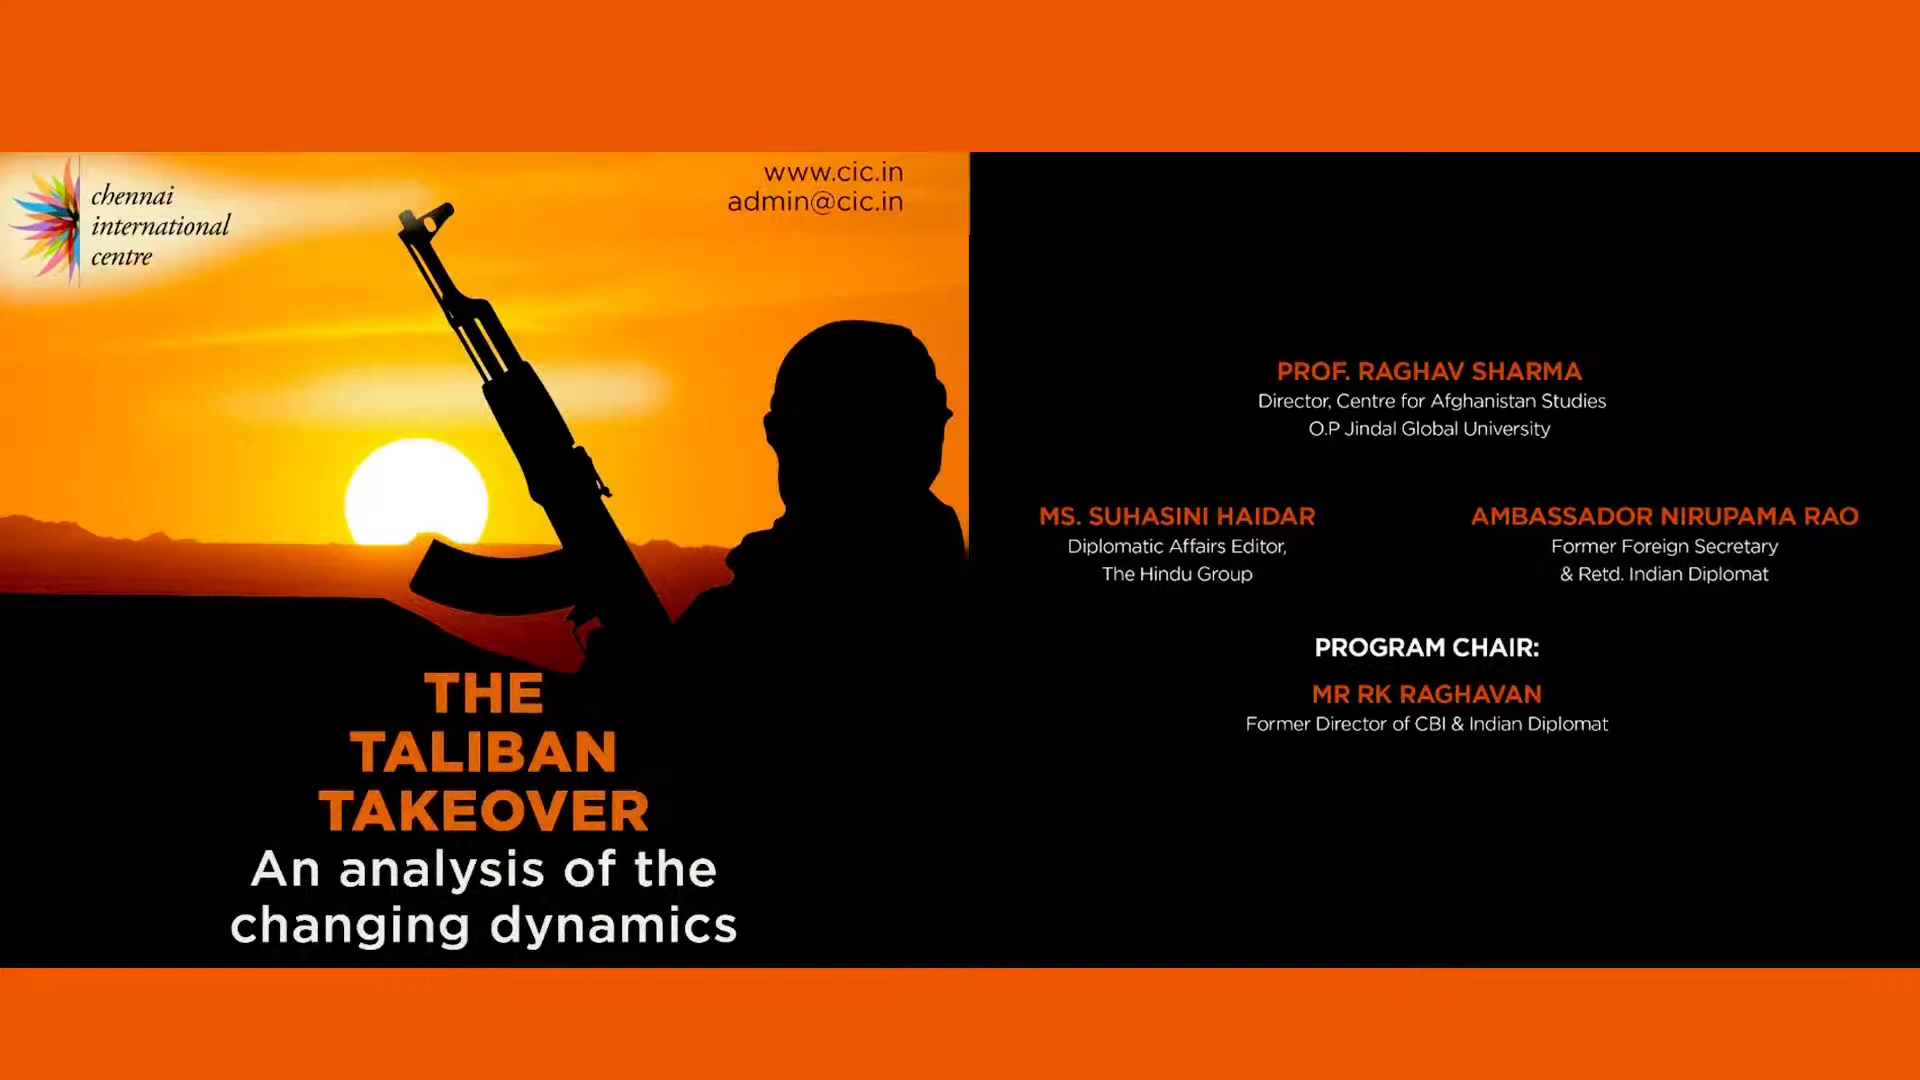 chennai
international
centre
www.cic.in
admin@cic.in
THE
TALIBAN
TAKEOVER
An analysis of the
changing dynamics
PROF. RAGHAV SHARMA
Director, Centre for Afghanistan Studies
O.P Jindal Global University
MS. SUHASINI HAIDAR
Diplomatic Affairs Editor,
The Hindu Group
AMBASSADOR NIRUPAMA RAO
Former Foreign Secretary
& Retd. Indian Diplomat
PROGRAM CHAIR:
MR RK RAGHAVAN
Former Director of CBI & Indian Diplomat